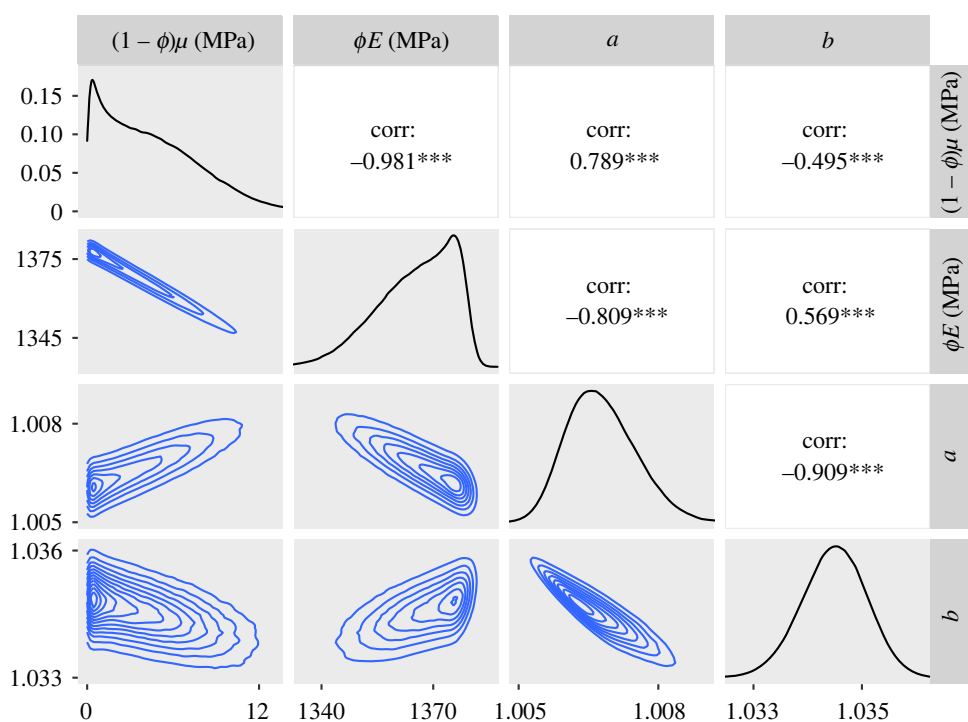 (1 – ϕ)μ (MPa) ϕE (MPa) a b
0.15
0.10
0.05
0
corr:
–0.981***
corr:
0.789***
corr:
–0.495***
(1 – ϕ)μ (MPa)
1375
1345
corr:
–0.809***
corr:
0.569***
ϕE (MPa)
1.008
1.005
corr:
–0.909***
a
1.036
1.033
b
0 12 1340 1370 1.005 1.008 1.033 1.035